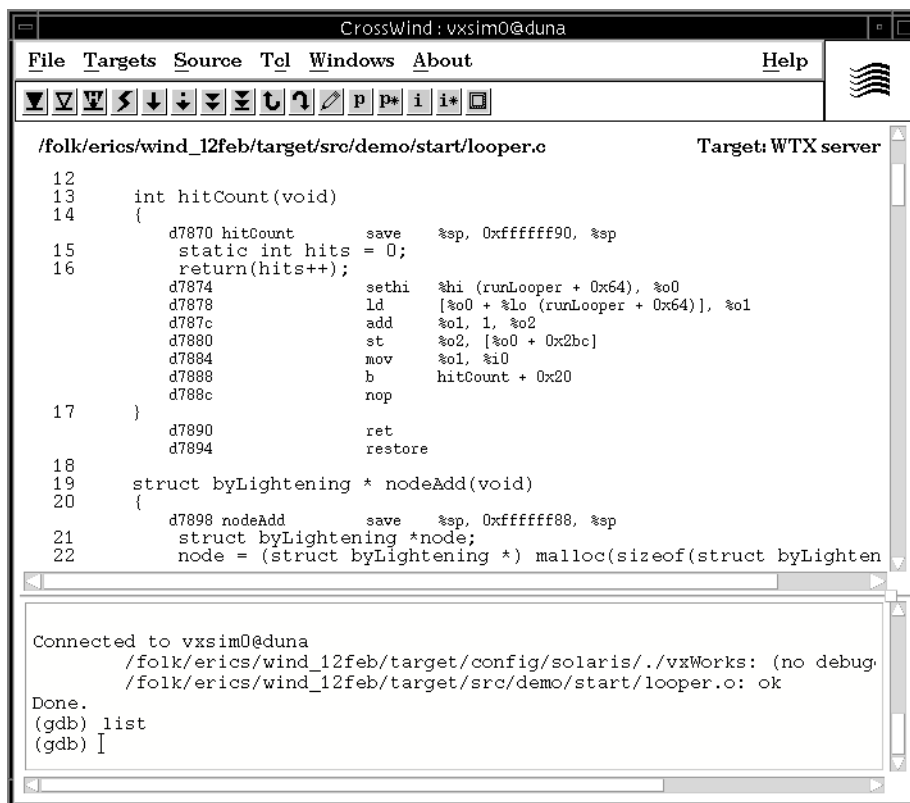 CrossWind : vxsim0@duna
File Targets Source Tcl Windows About Help
p p* i i*
/folk/erics/wind_12feb/target/src/demo/start/looper.c Target: WTX server
12
13 int hitCount(void)
14 {
d7870 hitCount save %sp, 0xffffff90, %sp
15 static int hits = 0;
16 return(hits++);
d7874 sethi %hi (runLooper + 0x64), %o0
d7878 ld [%o0 + %lo (runLooper + 0x64)], %o1
d787c add %o1, 1, %o2
d7880 st %o2, [%o0 + 0x2bc]
d7884 mov %o1, %i0
d7888 b hitCount + 0x20
d788c nop
17 }
d7890 ret
d7894 restore
18
19 struct byLightening * nodeAdd(void)
20 {
d7898 nodeAdd save %sp, 0xffffff88, %sp
21 struct byLightening *node;
22 node = (struct byLightening *) malloc(sizeof(struct byLighten
Connected to vxsim0@duna
/folk/erics/wind_12feb/target/config/solaris/./vxWorks: (no debug
/folk/erics/wind_12feb/target/src/demo/start/looper.o: ok
Done.
(gdb) list
(gdb)